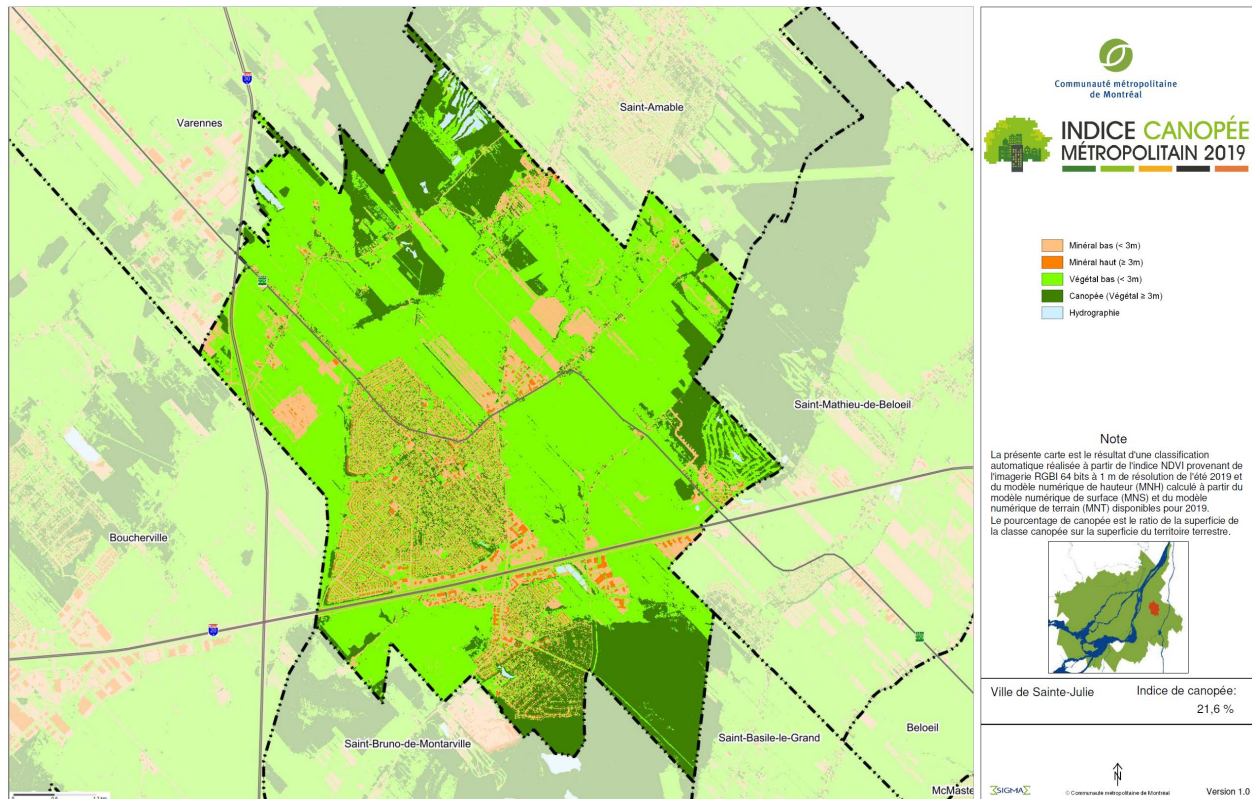 Varennes
Saint-Amable
Saint-Mathieu-de-Beloeil
Boucherville
Saint-Bruno-de-Montarville
Saint-Basile-le-Grand
Beloeil
McMaste
Communauté métropolitaine
de Montréal
INDICE CANOPÉE
MÉTROPOLITAIN 2019
Minéral bas (< 3m)
Minéral haut (≥ 3m)
Végétal bas (< 3m)
Canopée (Végétal ≥ 3m)
Hydrographie
Note
La présente carte est le résultat d'une classification
automatique réalisée à partir de l'indice NDVI provenant de
l'imagerie RGBI 64 bits à 1 m de résolution de l'été 2019 et
du modèle numérique de hauteur (MNH) calculé à partir du
modèle numérique de surface (MNS) et du modèle
numérique de terrain (MNT) disponibles pour 2019.
Le pourcentage de canopée est le ratio de la superficie de
la classe canopée sur la superficie du territoire terrestre.
Ville de Sainte-Julie
Indice de canopée:
21,6 %
N
ΣSIGMAΣ
© Communauté métropolitaine de Montréal
Version 1.0